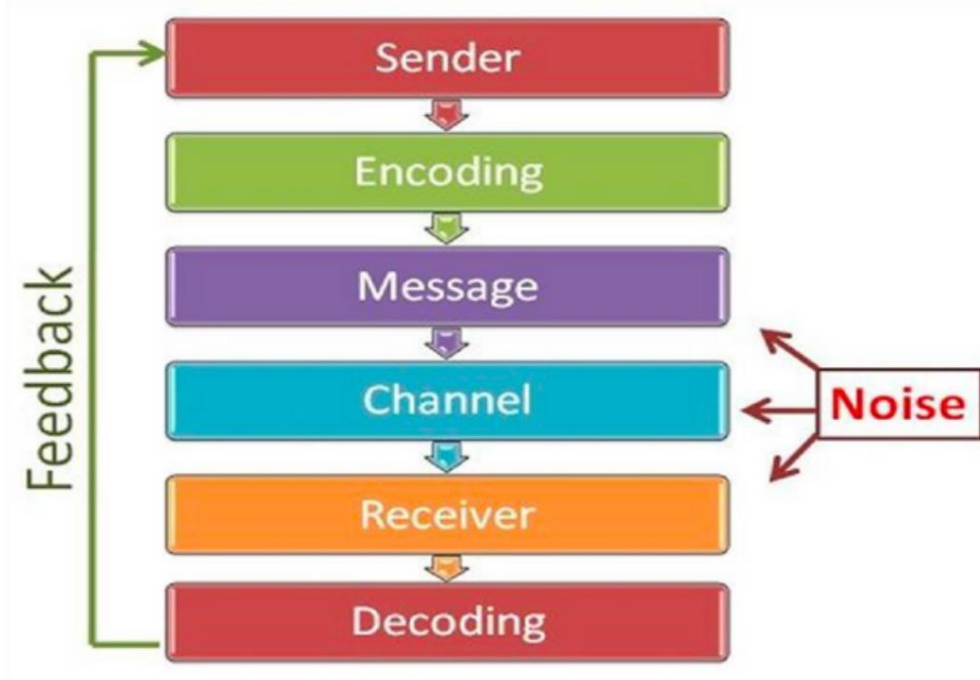 Sender
Encoding
Message
Channel
Receiver
Decoding
Feedback
Noise